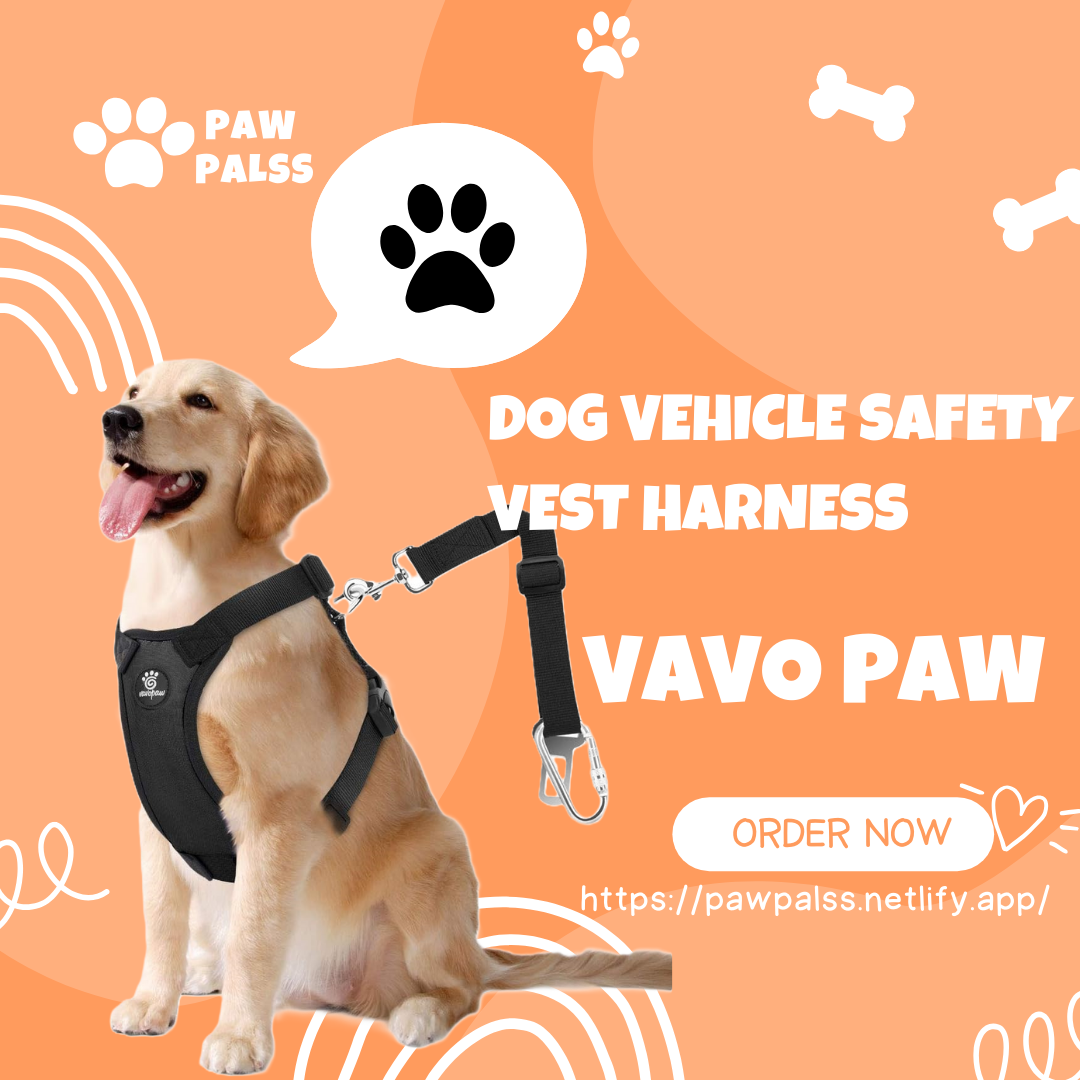 PAW
PALSS
DOG VEHICLE SAFETY
VEST HARNESS
VAVO PAW
vavopaw
ORDER NOW
https://pawpalss.netlify.app/